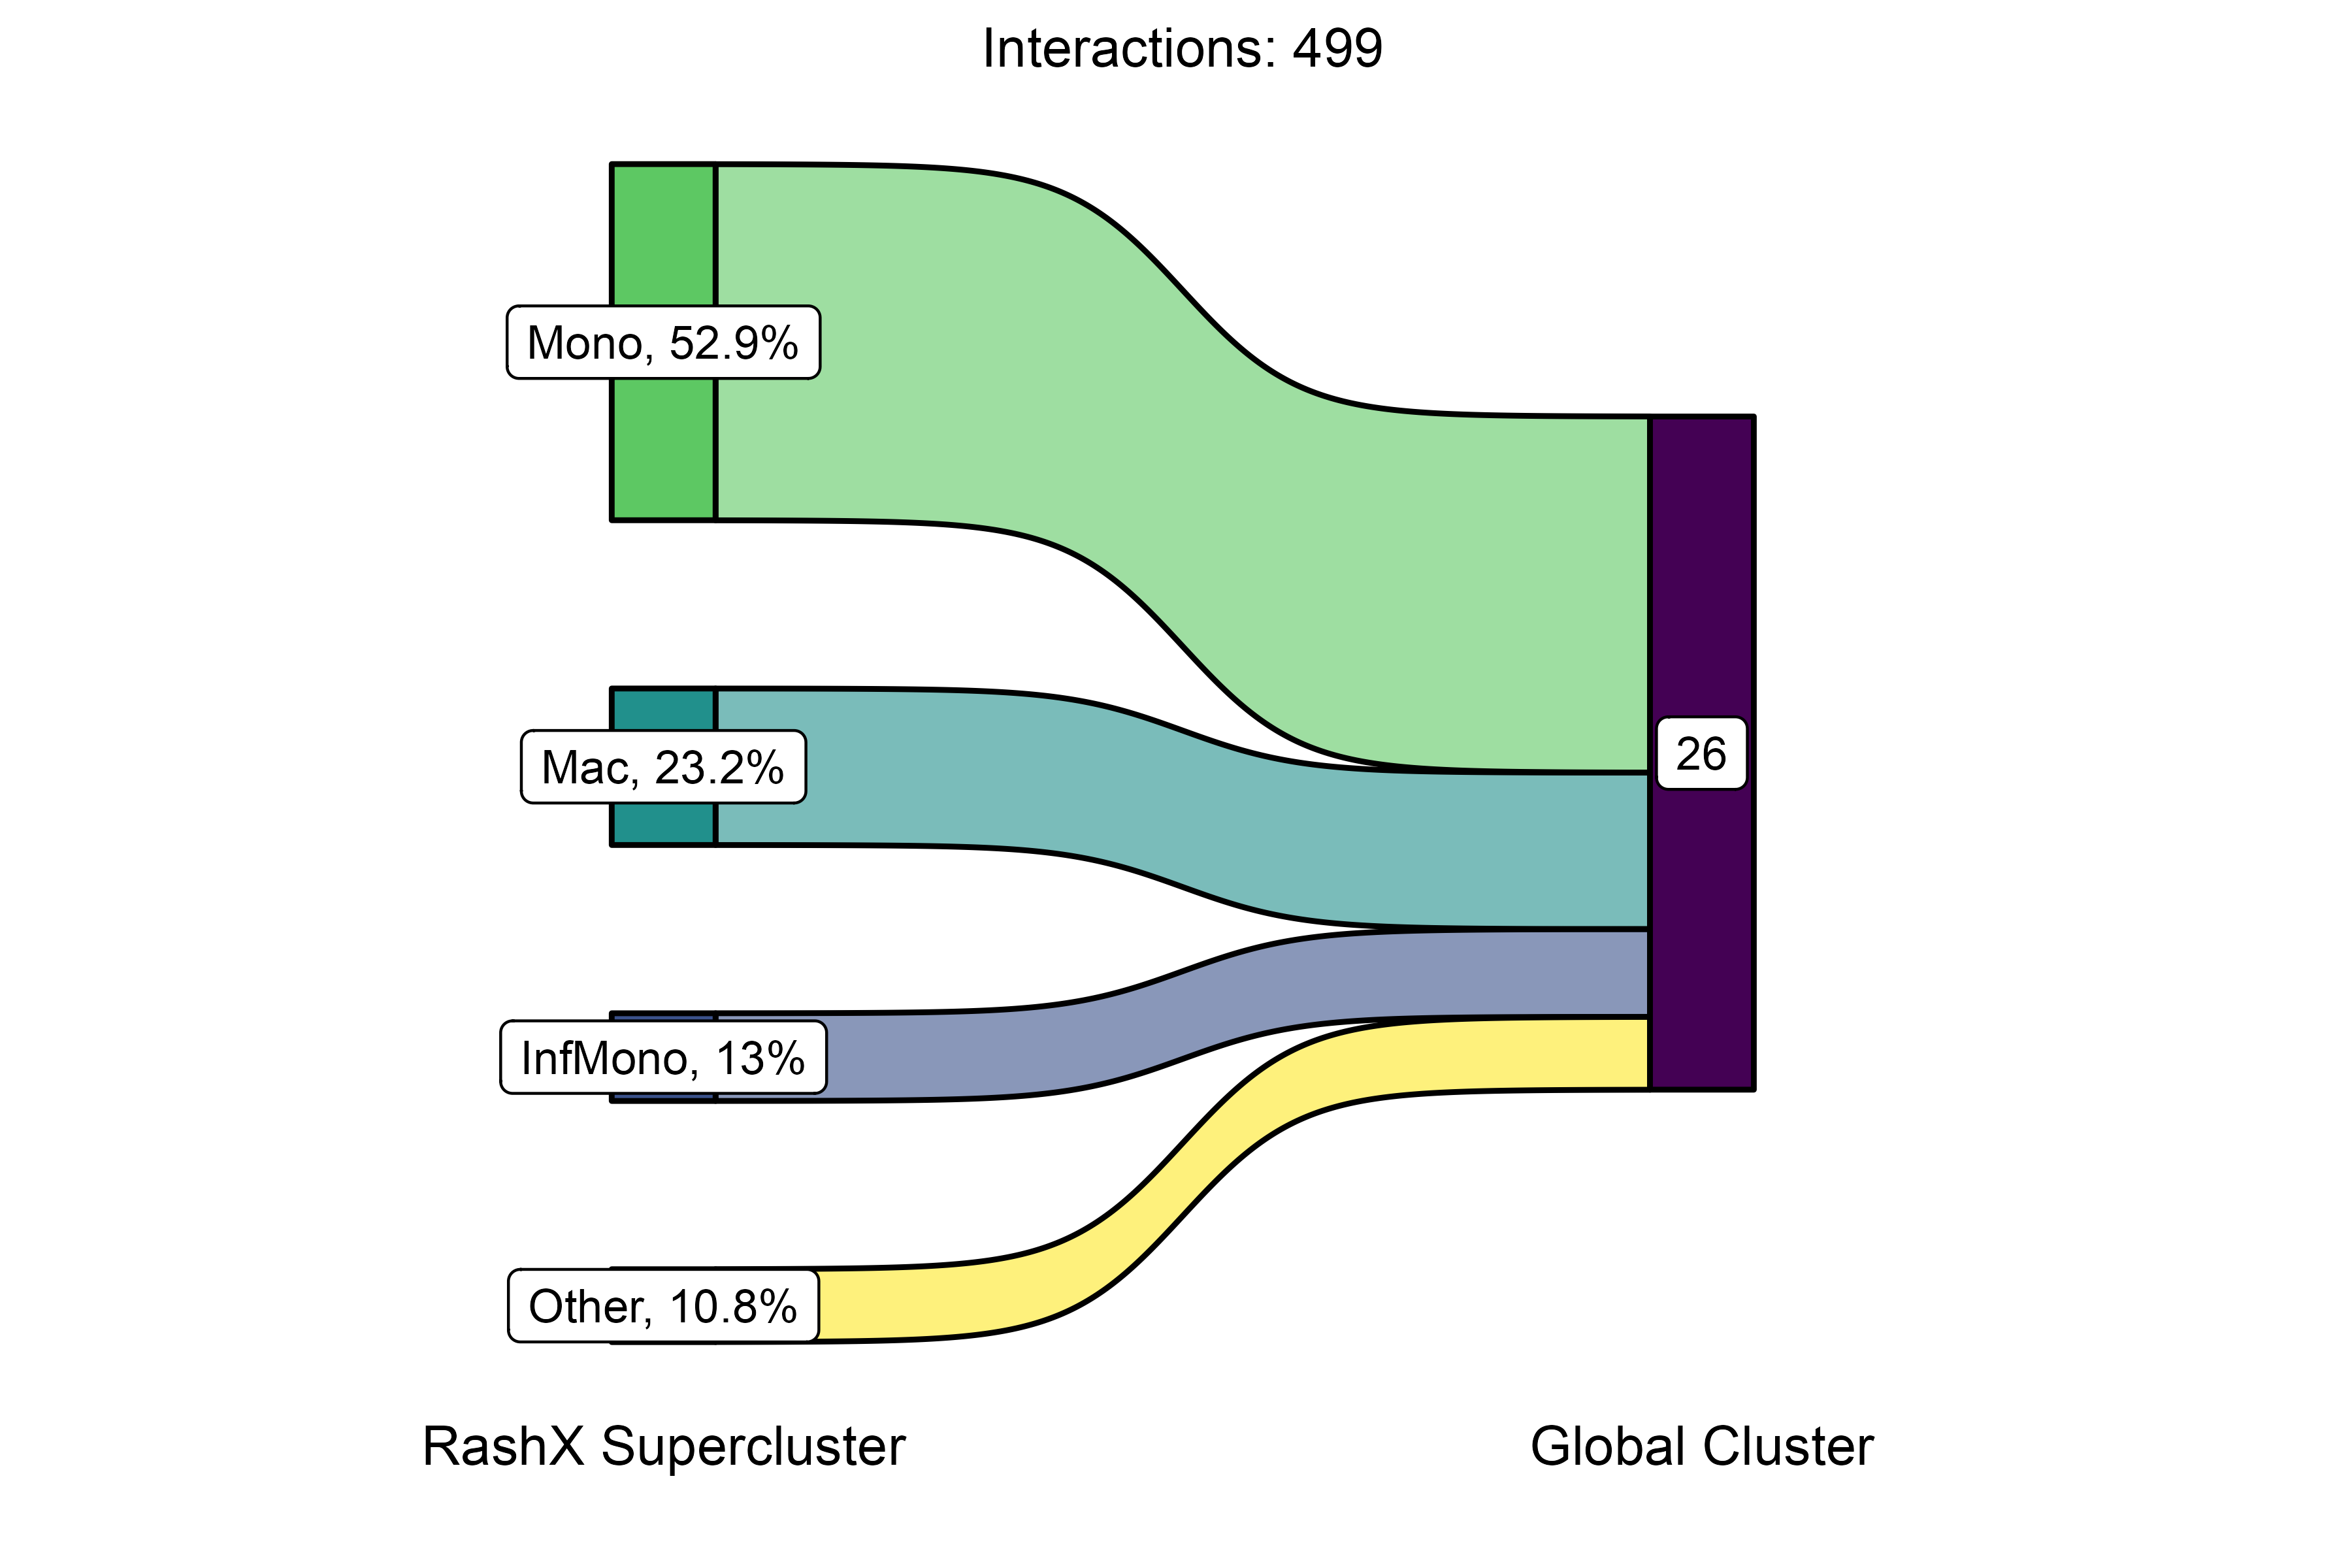 Interactions: 499
Mono, 52.9%
Mac, 23.2%
26
InfMono, 13%
Other, 10.8%
RashX Supercluster
Global Cluster